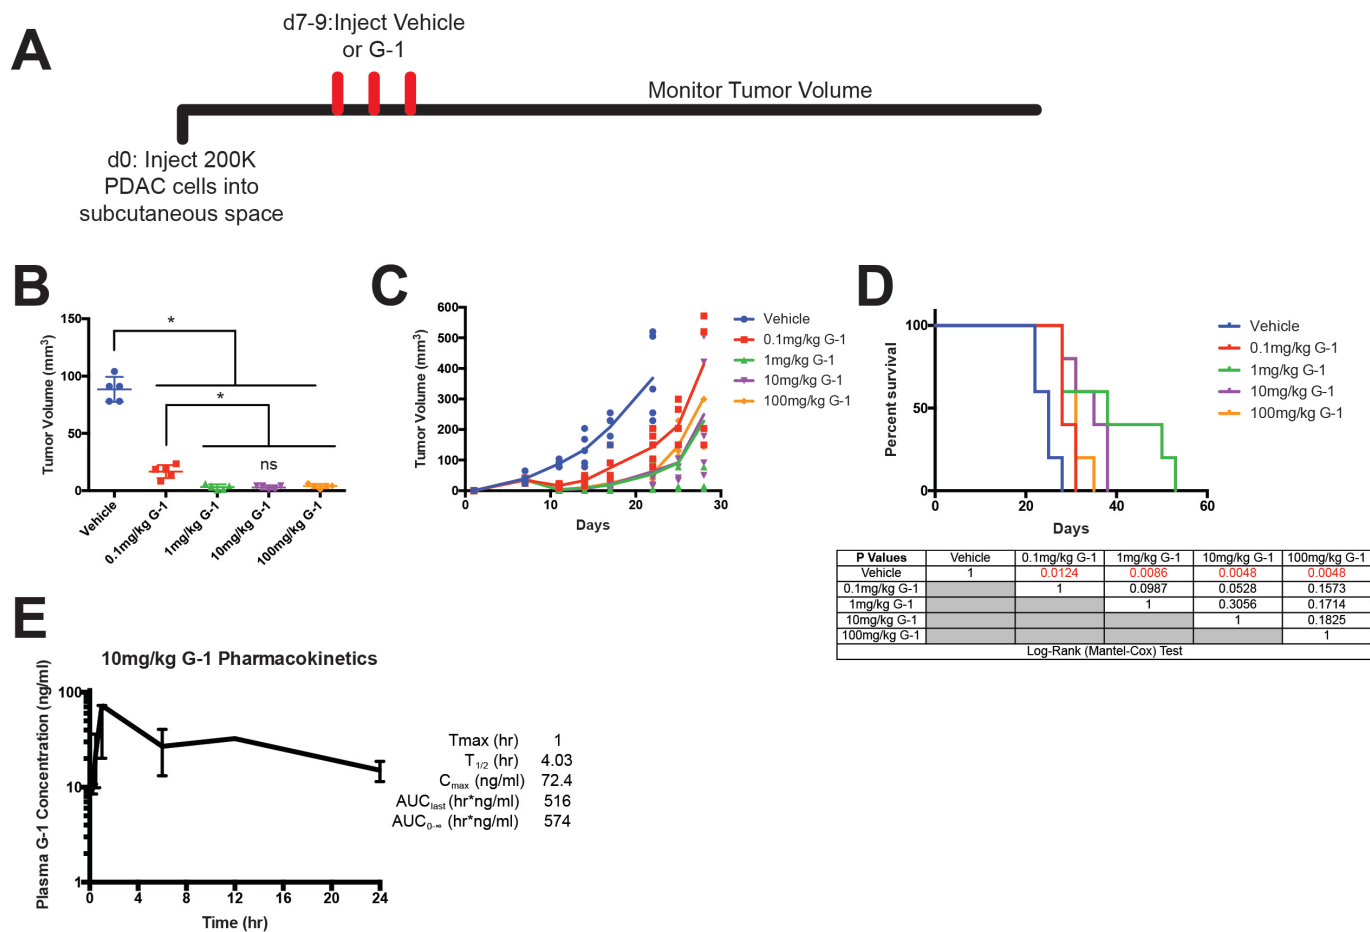 A
d7-9:Inject Vehicle
or G-1
Monitor Tumor Volume
d0: Inject 200K
PDAC cells into
subcutaneous space
B
Tumor Volume (mm³)
150
100
50
0
*
*
ns
Vehicle
0.1mg/kg G-1
1mg/kg G-1
10mg/kg G-1
100mg/kg G-1
C
Tumor Volume (mm³)
600
500
400
300
200
100
0
0 10 20 30
Days
Vehicle
0.1mg/kg G-1
1mg/kg G-1
10mg/kg G-1
100mg/kg G-1
D
Percent survival
100
50
0
0 20 40 60
Days
Vehicle
0.1mg/kg G-1
1mg/kg G-1
10mg/kg G-1
100mg/kg G-1
P Values Vehicle 0.1mg/kg G-1 1mg/kg G-1 10mg/kg G-1 100mg/kg G-1
Vehicle 1 0.0124 0.0086 0.0048 0.0048
0.1mg/kg G-1 1 0.0987 0.0528 0.1573
1mg/kg G-1 1 0.3056 0.1714
10mg/kg G-1 1 0.1825
100mg/kg G-1 1
Log-Rank (Mantel-Cox) Test
E
10mg/kg G-1 Pharmacokinetics
Plasma G-1 Concentration (ng/ml)
100
10
1
0 4 8 12 16 20 24
Time (hr)
Tmax (hr) 1
T1/2 (hr) 4.03
Cmax (ng/ml) 72.4
AUClast (hr*ng/ml) 516
AUC0-∞ (hr*ng/ml) 574